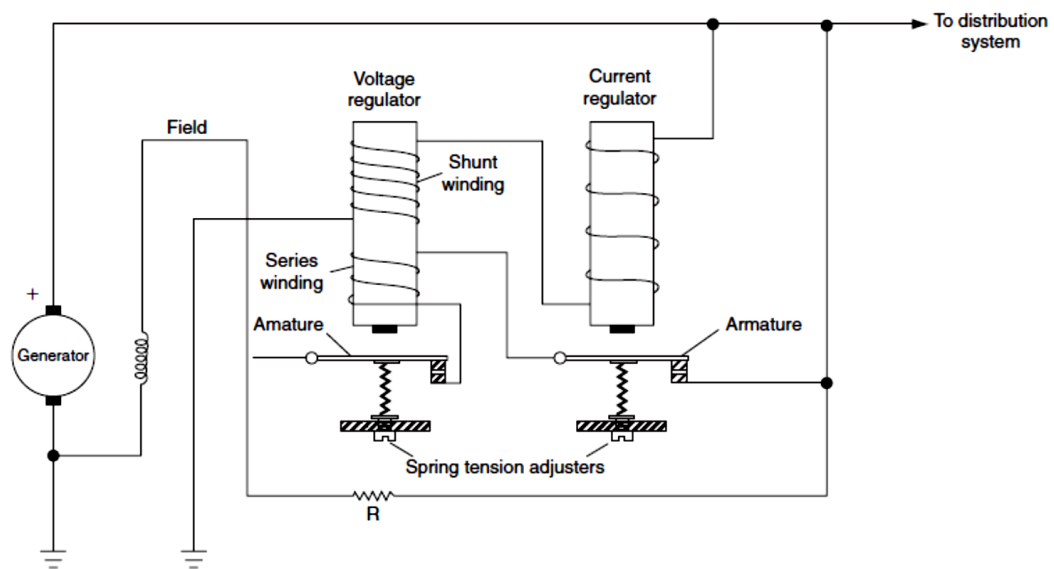 To distribution
system
Voltage
regulator
Current
regulator
Field
Shunt
winding
Series
winding
+
Amature
Armature
Generator
Spring tension adjusters
R